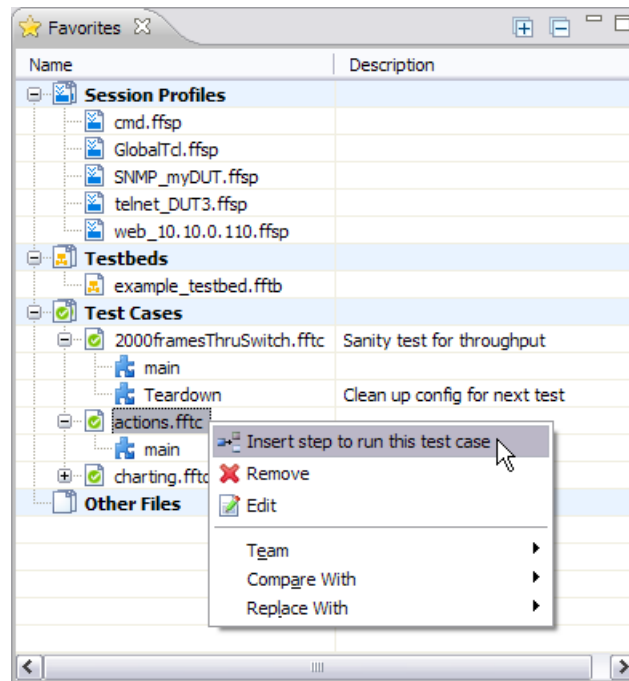 Favorites
Name Description
Session Profiles
cmd.ffsp
GlobalTcl.ffsp
SNMP_myDUT.ffsp
telnet_DUT3.ffsp
web_10.10.0.110.ffsp
Testbeds
example_testbed.fftb
Test Cases
2000framesThruSwitch.fftc Sanity test for throughput
main
Teardown Clean up config for next test
actions.fftc
Insert step to run this test case
main
Remove
charting.fftc
Edit
Other Files
Team
Compare With
Replace With